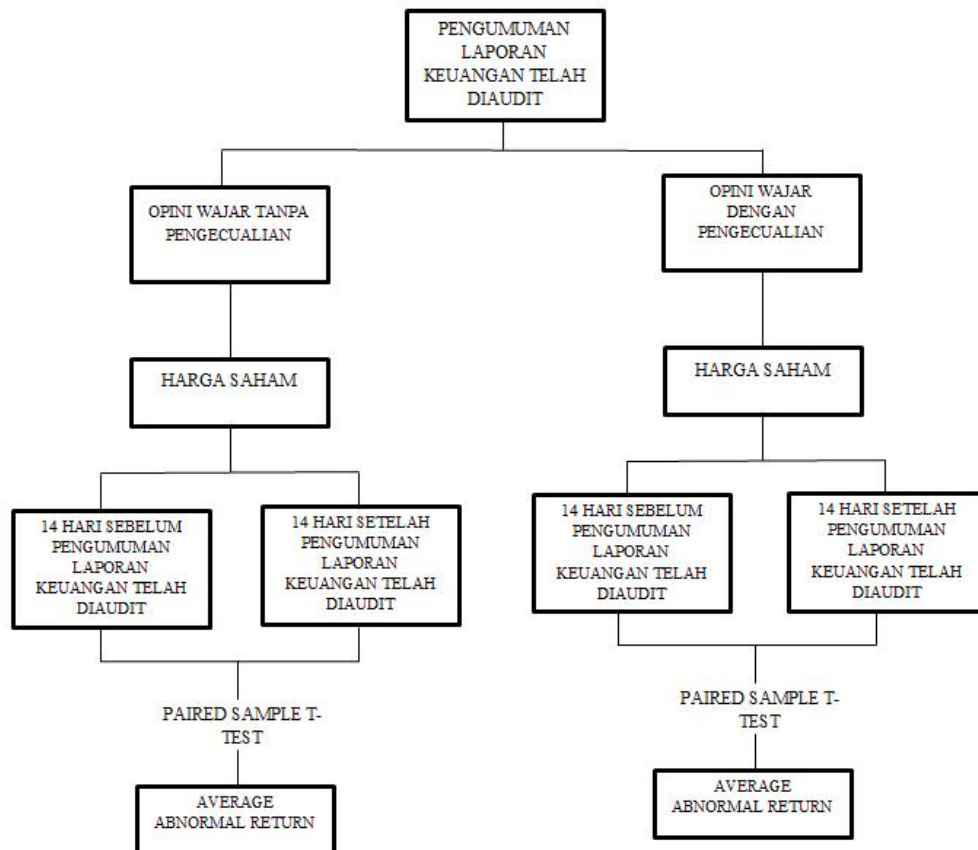 PENGUMUMAN
LAPORAN
KEUANGAN TELAH
DIAUDIT
OPINI WAJAR TANPA
PENGECUALIAN
OPINI WAJAR
DENGAN
PENGECUALIAN
HARGA SAHAM
HARGA SAHAM
14 HARI SEBELUM
PENGUMUMAN
LAPORAN
KEUANGAN TELAH
DIAUDIT
14 HARI SETELAH
PENGUMUMAN
LAPORAN
KEUANGAN TELAH
DIAUDIT
14 HARI SEBELUM
PENGUMUMAN
LAPORAN
KEUANGAN TELAH
DIAUDIT
14 HARI SETELAH
PENGUMUMAN
LAPORAN
KEUANGAN TELAH
DIAUDIT
PAIRED SAMPLE T-
TEST
PAIRED SAMPLE T-
TEST
AVERAGE
ABNORMAL RETURN
AVERAGE
ABNORMAL RETURN